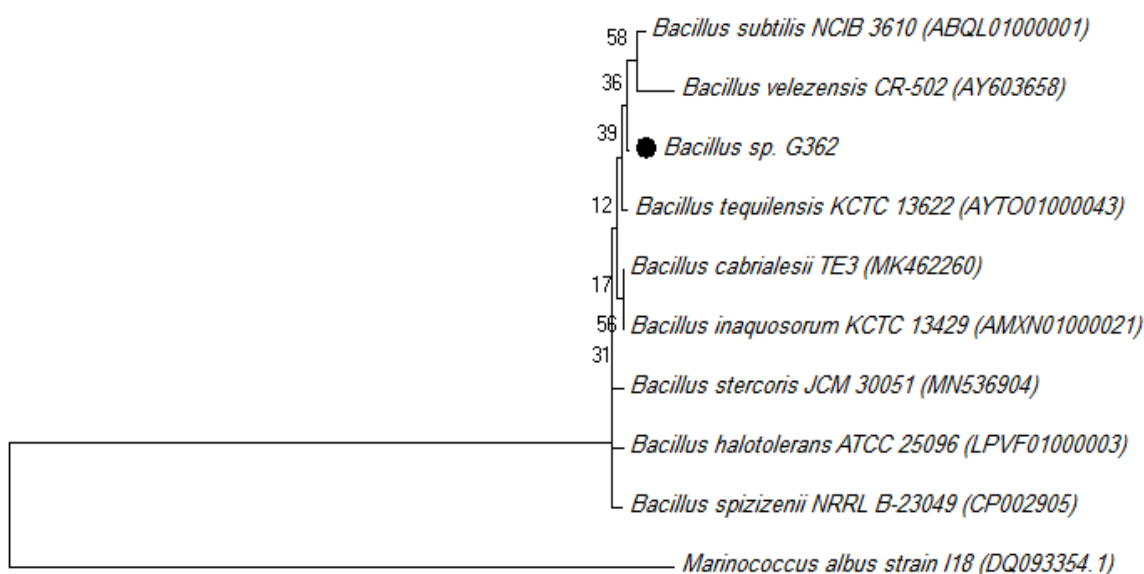 58
Bacillus subtilis NCIB 3610 (ABQL01000001)
36
Bacillus velezensis CR-502 (AY603658)
39
Bacillus sp. G362
12
Bacillus tequilensis KCTC 13622 (AYTO01000043)
Bacillus cabrialesii TE3 (MK462260)
17
56
Bacillus inaquosorum KCTC 13429 (AMXN01000021)
31
Bacillus stercoris JCM 30051 (MN536904)
Bacillus halotolerans ATCC 25096 (LPVF01000003)
Bacillus spizizenii NRRL B-23049 (CP002905)
Marinococcus albus strain I18 (DQ093354.1)